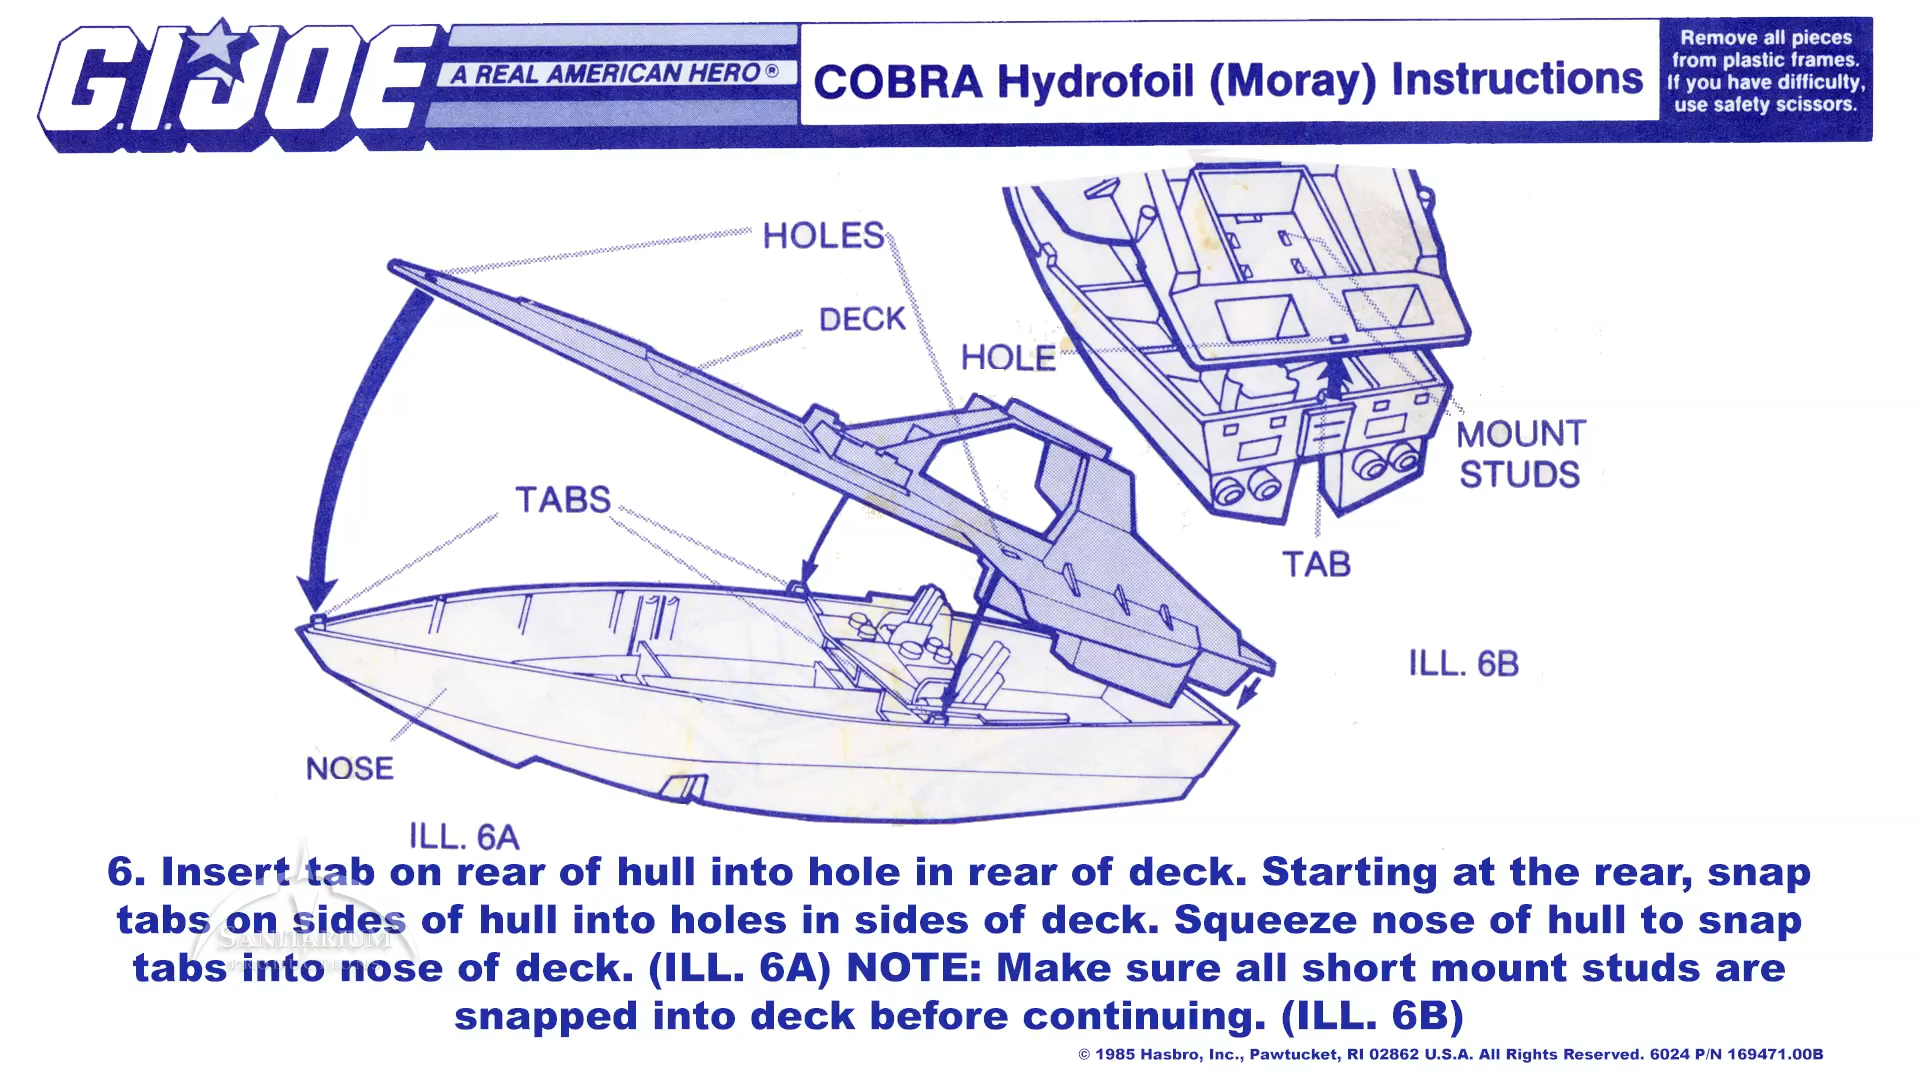 G.I. JOE
A REAL AMERICAN HERO®
COBRA Hydrofoil (Moray) Instructions
Remove all pieces
from plastic frames.
If you have difficulty,
use safety scissors.
HOLES
DECK
HOLE
MOUNT
STUDS
TABS
TAB
ILL. 6B
NOSE
ILL. 6A
6. Insert tab on rear of hull into hole in rear of deck. Starting at the rear, snap
tabs on sides of hull into holes in sides of deck. Squeeze nose of hull to snap
tabs into nose of deck. (ILL. 6A) NOTE: Make sure all short mount studs are
snapped into deck before continuing. (ILL. 6B)
SANITARIUM
© 1985 Hasbro, Inc., Pawtucket, RI 02862 U.S.A. All Rights Reserved. 6024 P/N 169471.00B